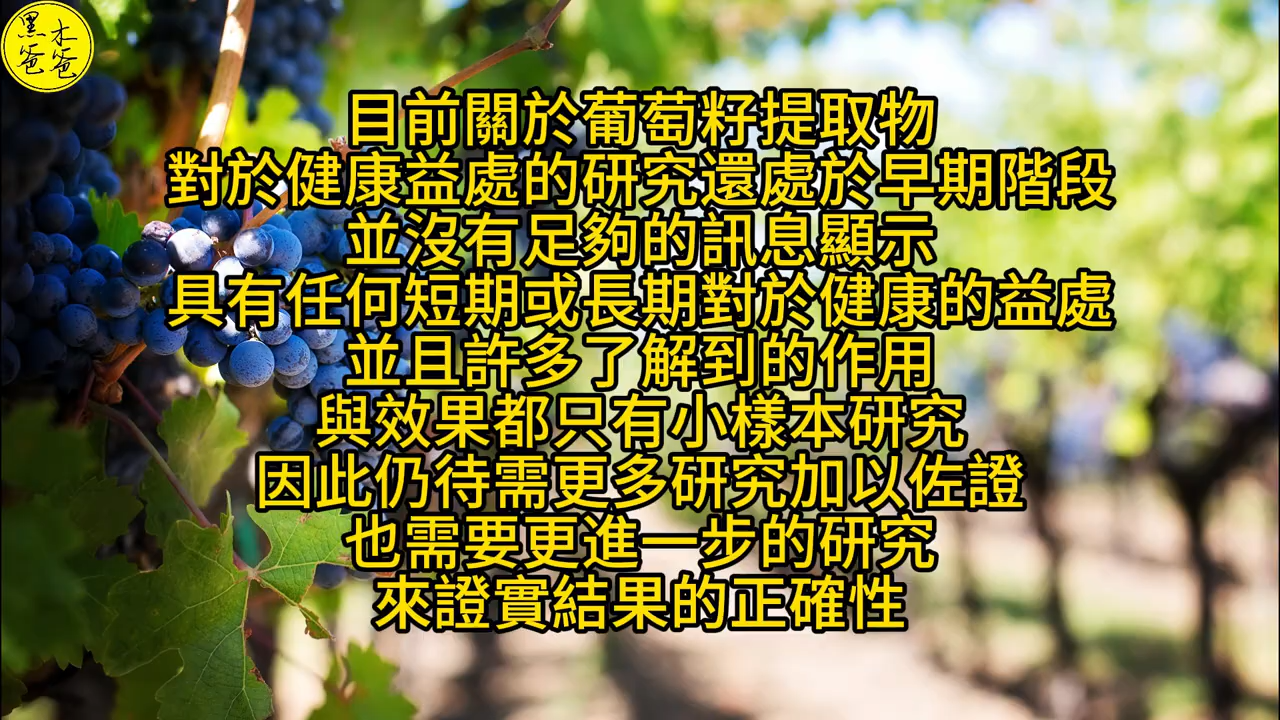 黑木
爸爸
目前關於葡萄籽提取物
對於健康益處的研究還處於早期階段
並沒有足夠的訊息顯示
具有任何短期或長期對於健康的益處
並且許多了解到的作用
與效果都只有小樣本研究
因此仍待需更多研究加以佐證
也需要更進一步的研究
來證實結果的正確性